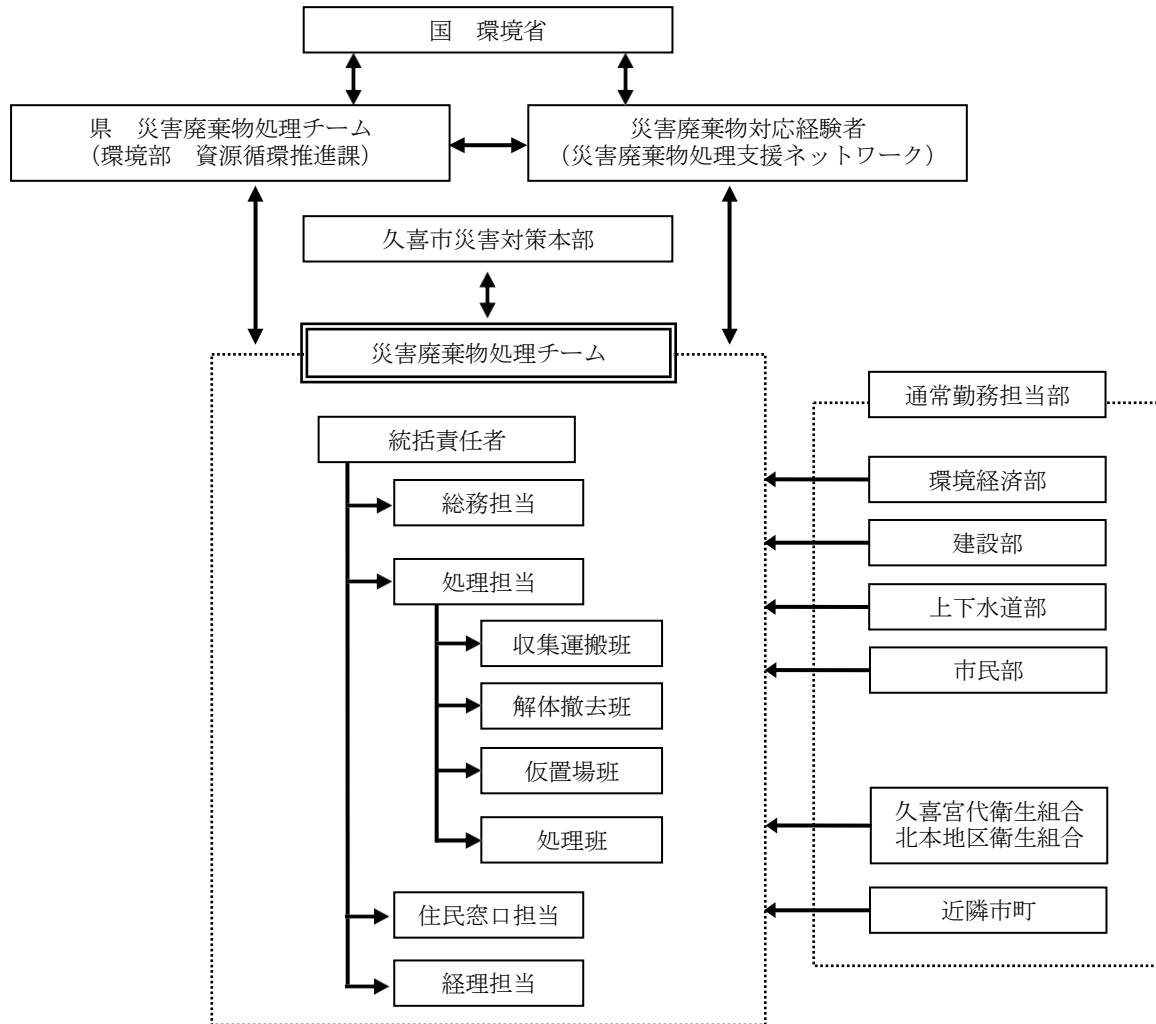 国　環境省
県　災害廃棄物処理チーム
（環境部　資源循環推進課）
災害廃棄物対応経験者
（災害廃棄物処理支援ネットワーク）
久喜市災害対策本部
災害廃棄物処理チーム
統括責任者
総務担当
処理担当
収集運搬班
解体撤去班
仮置場班
処理班
住民窓口担当
経理担当
通常勤務担当部
環境経済部
建設部
上下水道部
市民部
久喜宮代衛生組合
北本地区衛生組合
近隣市町